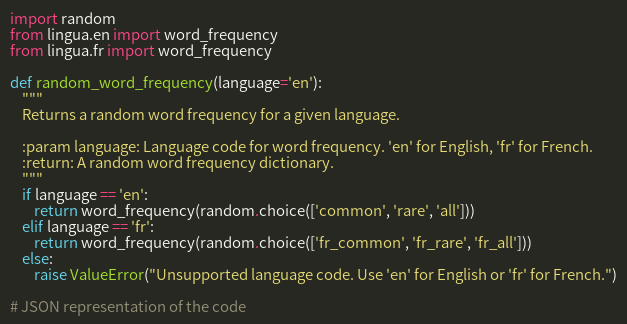 import random
from lingua.en import word_frequency
from lingua.fr import word_frequency

def random_word_frequency(language='en'):
    """
    Returns a random word frequency for a given language.

    :param language: Language code for word frequency. 'en' for English, 'fr' for French.
    :return: A random word frequency dictionary.
    """
    if language == 'en':
        return word_frequency(random.choice(['common', 'rare', 'all']))
    elif language == 'fr':
        return word_frequency(random.choice(['fr_common', 'fr_rare', 'fr_all']))
    else:
        raise ValueError("Unsupported language code. Use 'en' for English or 'fr' for French.")

# JSON representation of the code